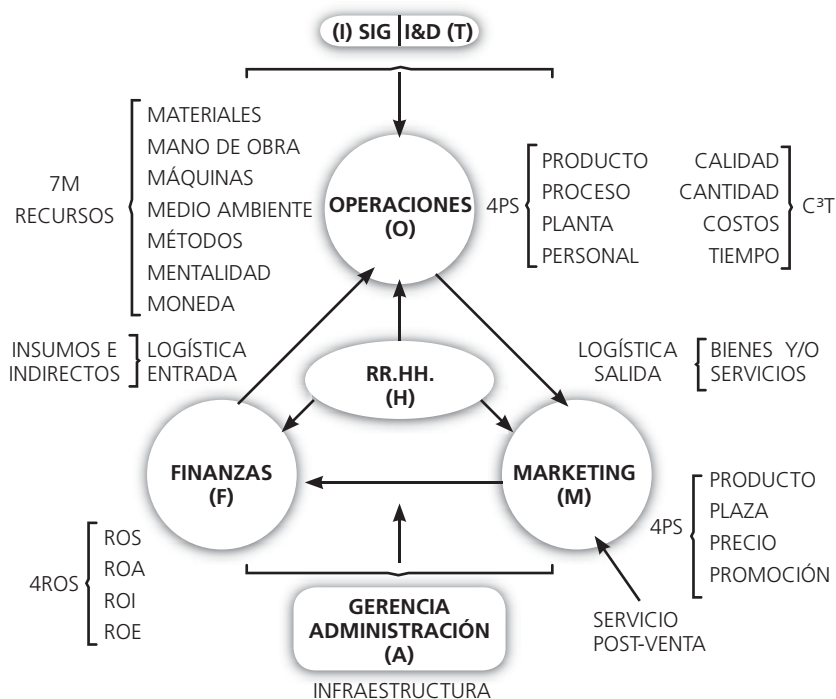 (I) SIG I&D (T)
7M
RECURSOS
MATERIALES
MANO DE OBRA
MÁQUINAS
MEDIO AMBIENTE
MÉTODOS
MENTALIDAD
MONEDA
OPERACIONES
(O)
4PS
PRODUCTO
PROCESO
PLANTA
PERSONAL
CALIDAD
CANTIDAD
COSTOS
TIEMPO
C³T
INSUMOS E
INDIRECTOS
LOGÍSTICA
ENTRADA
RR.HH.
(H)
LOGÍSTICA
SALIDA
BIENES Y/O
SERVICIOS
FINANZAS
(F)
MARKETING
(M)
4ROS
ROS
ROA
ROI
ROE
4PS
PRODUCTO
PLAZA
PRECIO
PROMOCIÓN
GERENCIA
ADMINISTRACIÓN
(A)
INFRAESTRUCTURA
SERVICIO
POST-VENTA